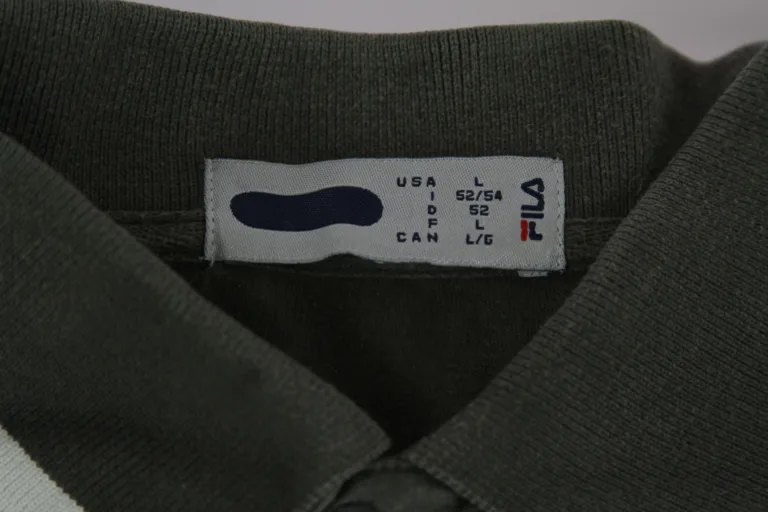 USA L
I 52/54
D 52
F L
CAN L/G
FILA